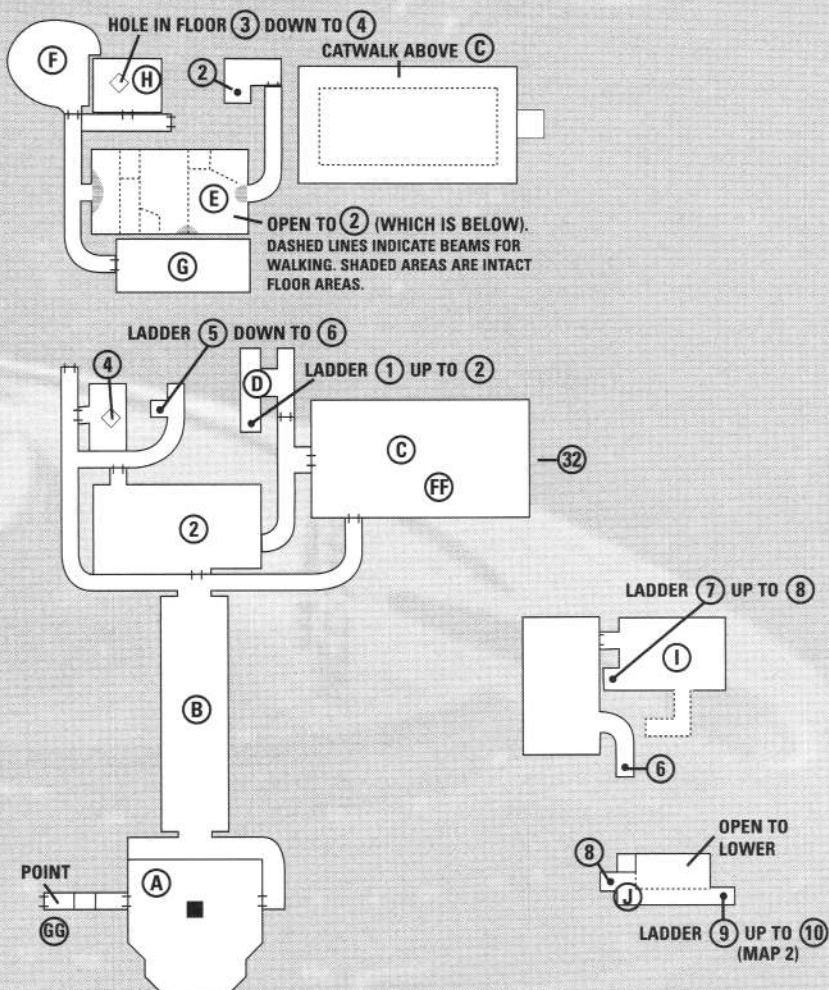 HOLE IN FLOOR 3 DOWN TO 4
CATWALK ABOVE C
F
H
2
E
OPEN TO 2 (WHICH IS BELOW).
DASHED LINES INDICATE BEAMS FOR
WALKING. SHADED AREAS ARE INTACT
FLOOR AREAS.
G
LADDER 5 DOWN TO 6
4
D
LADDER 1 UP TO 2
C
32
FF
2
LADDER 7 UP TO 8
I
B
6
OPEN TO
LOWER
8
POINT
A
J
GG
LADDER 9 UP TO 10
(MAP 2)